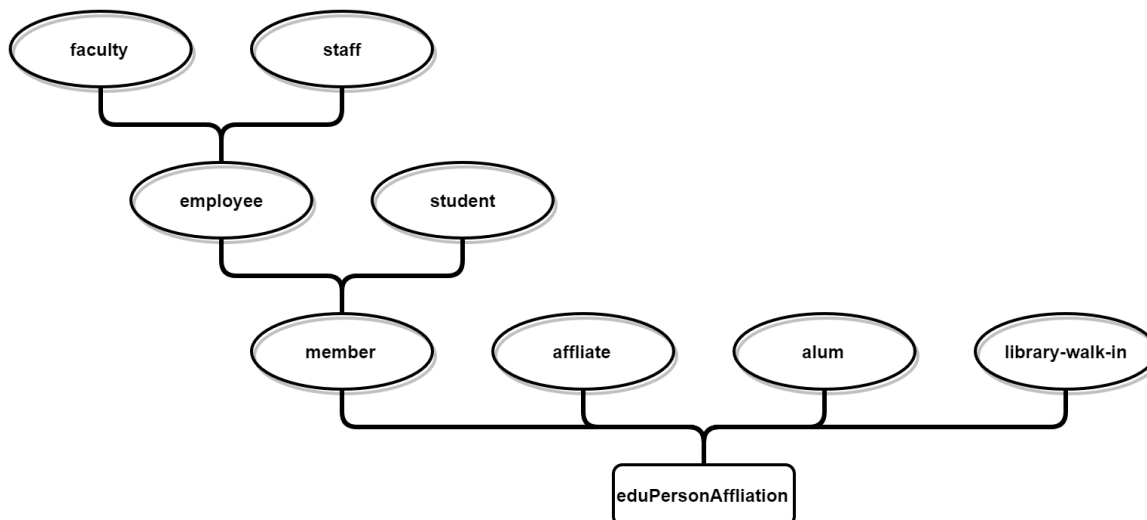 faculty
staff
employee
student
member
affliate
alum
library-walk-in
eduPersonAffliation